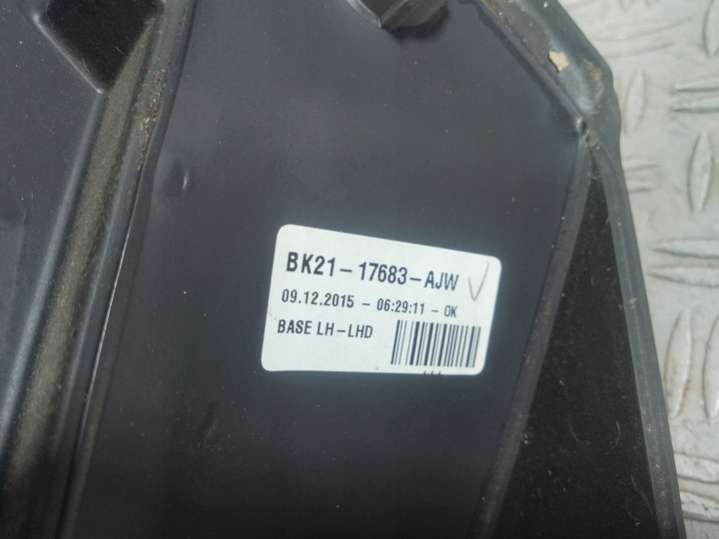 BK21-17683-AJW
09.12.2015 - 06:29:11 - OK
BASE LH-LHD